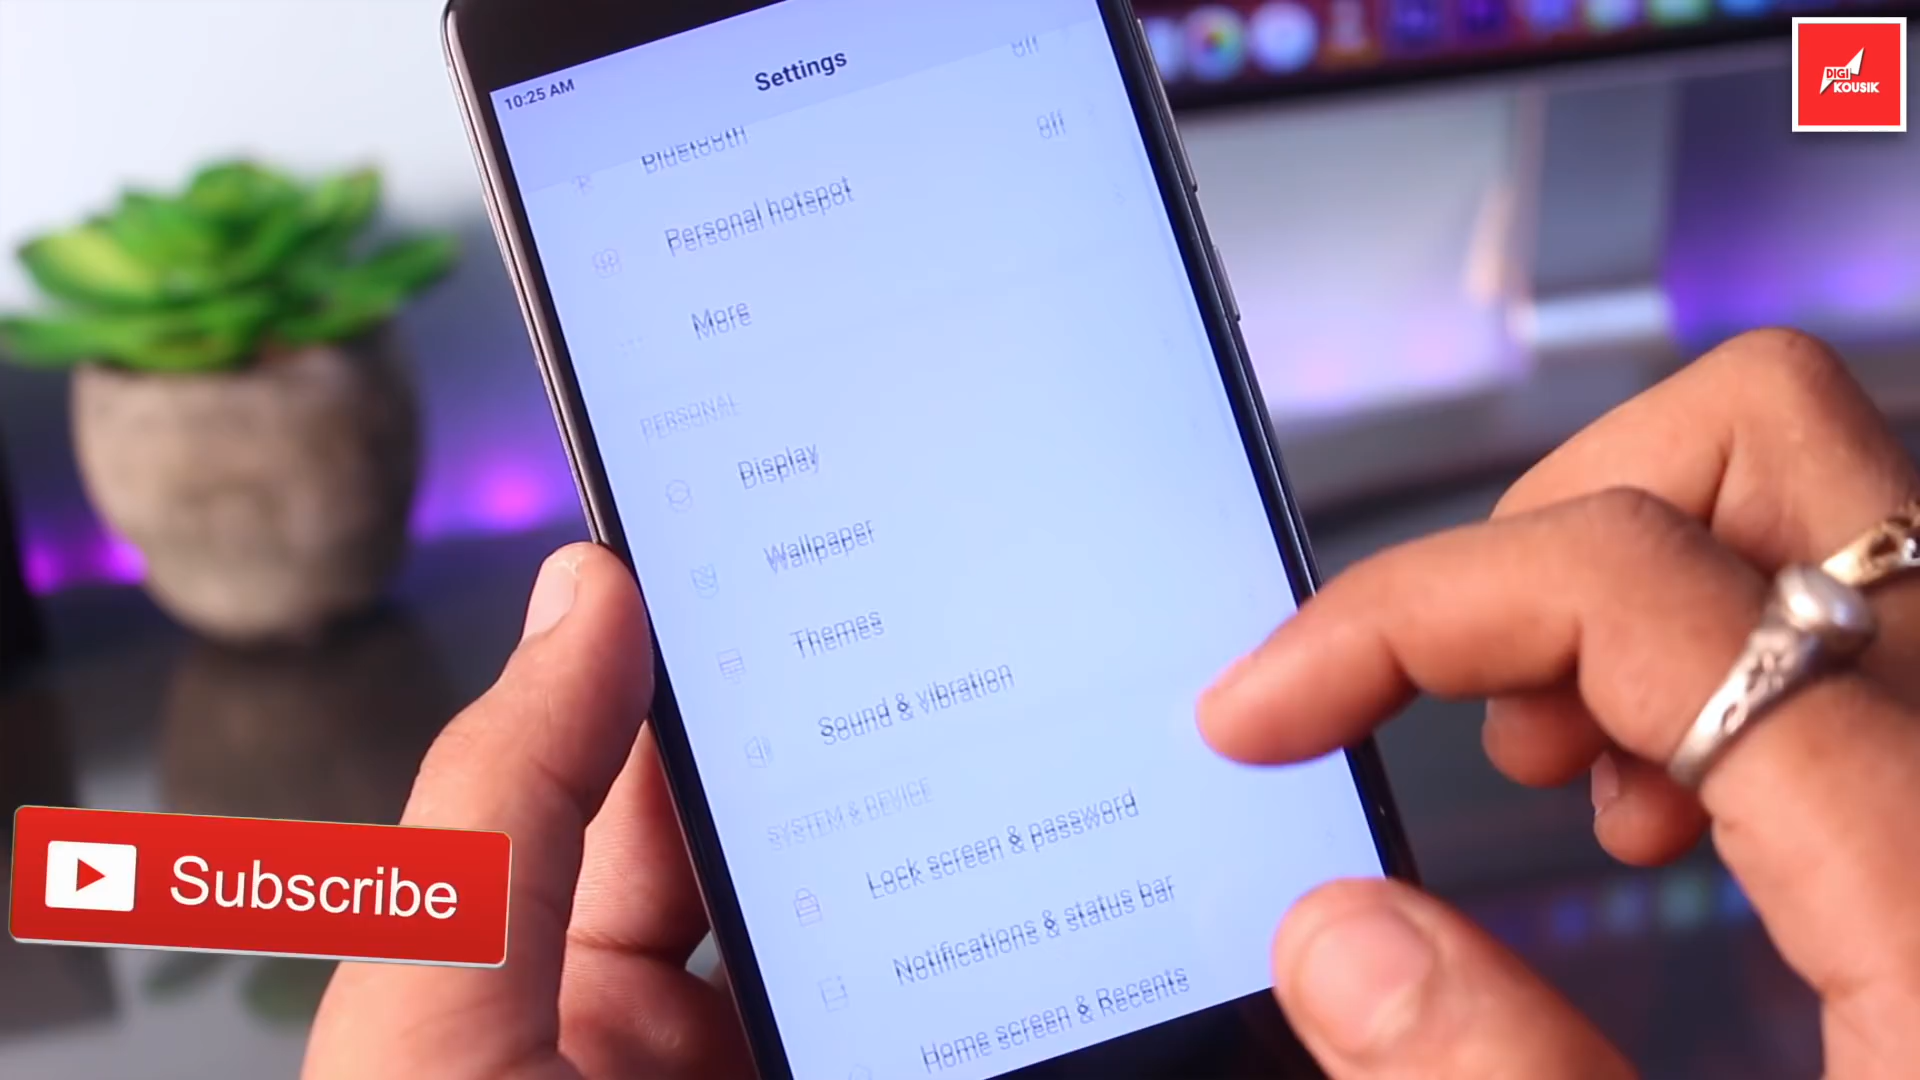 10:25 AM
Settings
Off
Bluetooth
Off
Personal hotspot
More
PERSONAL
Display
Wallpaper
Themes
Sound & vibration
SYSTEM & DEVICE
Lock screen & password
Notifications & status bar
Home screen & Recents
Subscribe
DIGI
KOUSIK